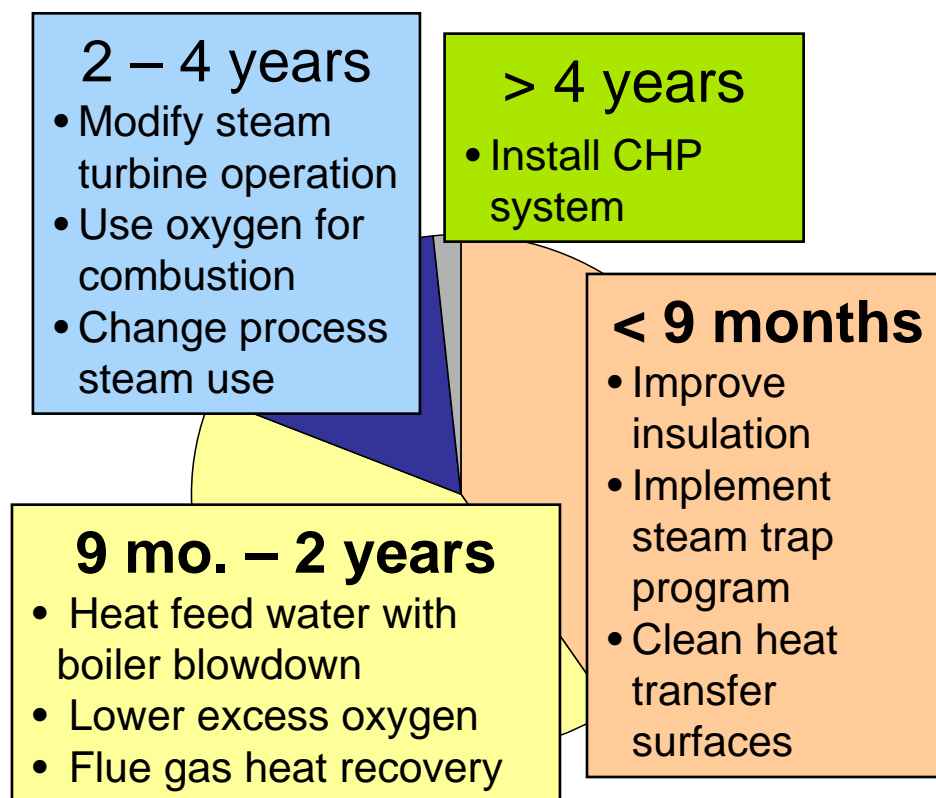 2 – 4 years
• Modify steam
turbine operation
• Use oxygen for
combustion
• Change process
steam use
> 4 years
• Install CHP
system
< 9 months
• Improve
insulation
• Implement
steam trap
program
• Clean heat
transfer
surfaces
9 mo. – 2 years
• Heat feed water with
boiler blowdown
• Lower excess oxygen
• Flue gas heat recovery